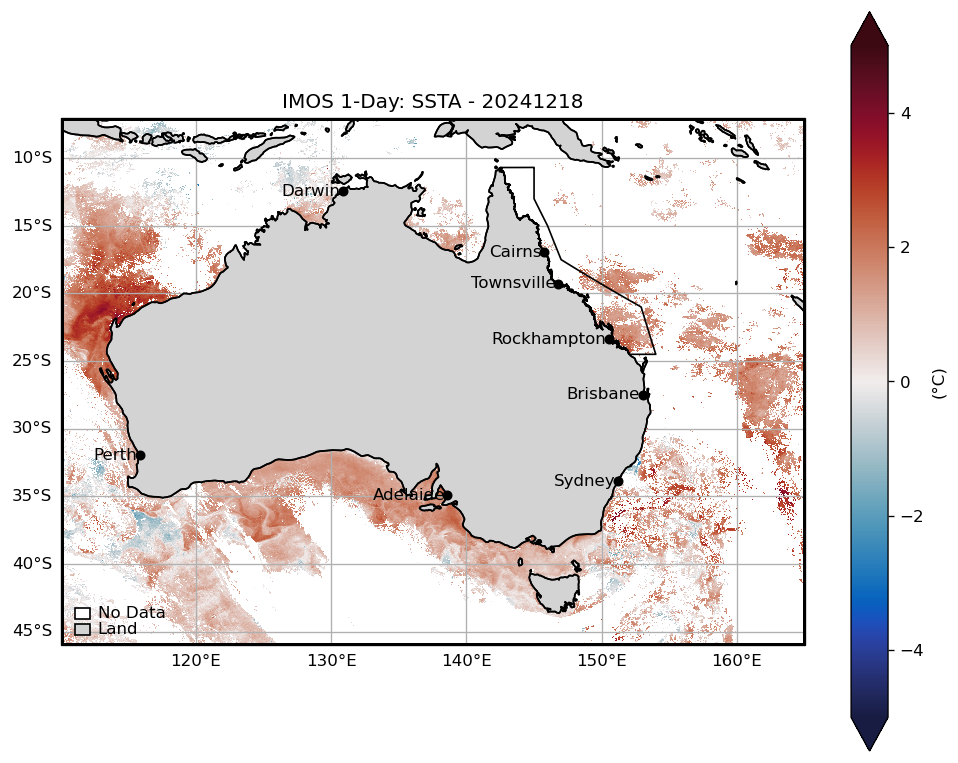 IMOS 1-Day: SSTA - 20241218
10°S
15°S
20°S
25°S
30°S
35°S
40°S
45°S
Darwin
Cairns
Townsville
Rockhampton
Brisbane
Perth
Sydney
Adelaide
No Data
Land
120°E
130°E
140°E
150°E
160°E
4
2
0
−2
−4
(°C)